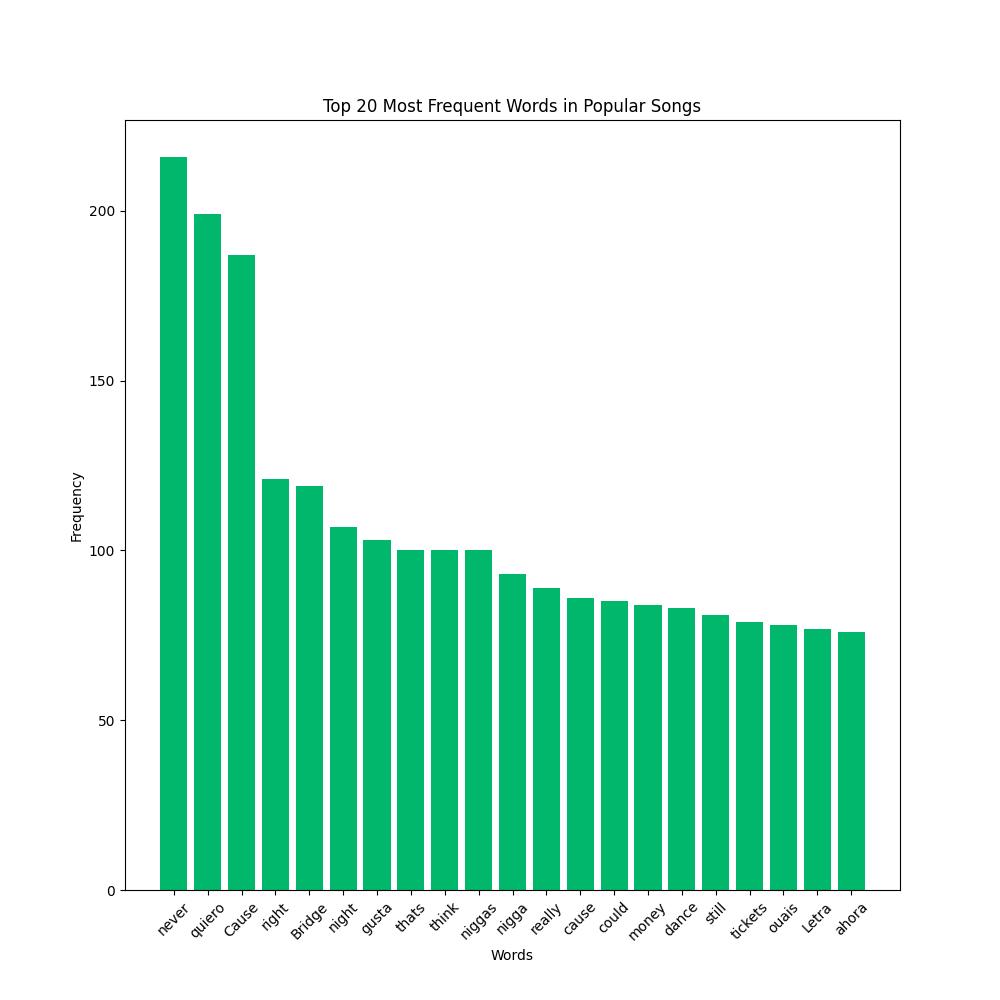 Top 20 Most Frequent Words in Popular Songs
Frequency
200
150
100
50
0
never
quiero
Cause
right
Bridge
night
gusta
thats
think
niggas
nigga
really
cause
could
money
dance
still
tickets
ouais
Letra
ahora
Words